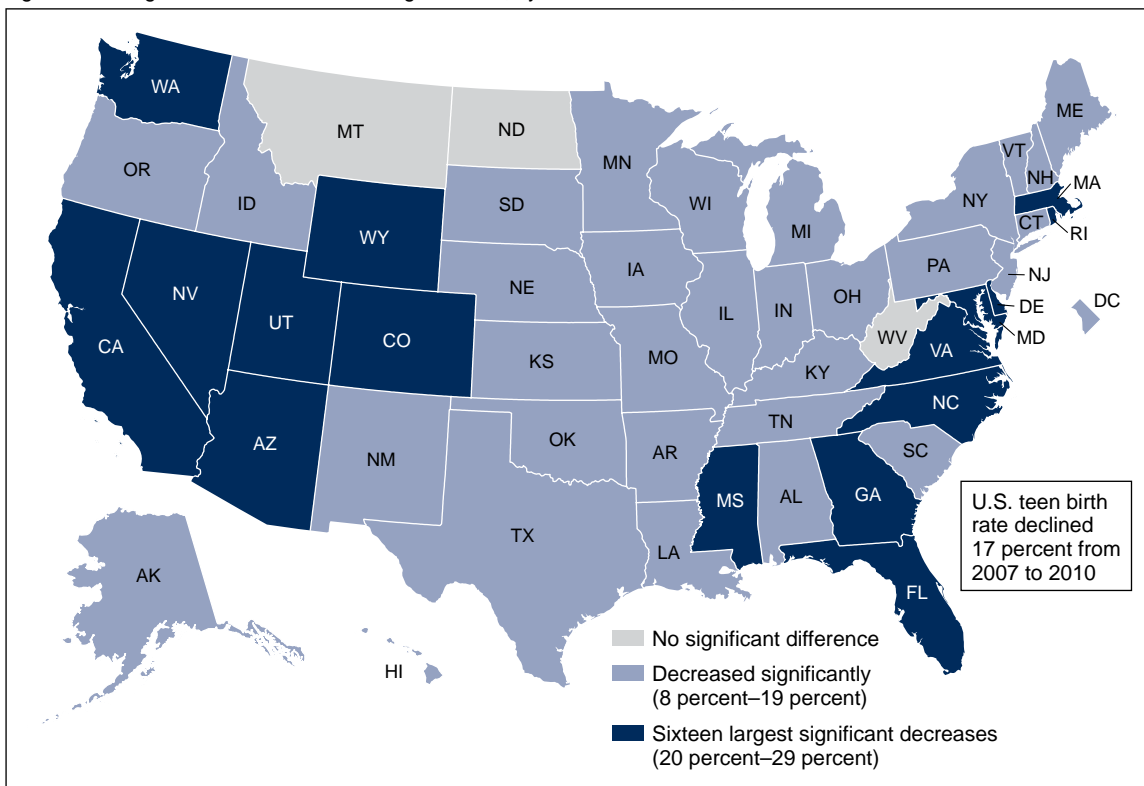 WA
MT
ND
MN
ME
OR
ID
SD
WI
VT
NH
MA
NY
WY
MI
CT
RI
IA
PA
NJ
NE
NV
UT
CO
IL
IN
OH
DE
DC
MD
CA
KS
MO
WV
VA
KY
NC
AZ
NM
OK
AR
TN
SC
MS
AL
GA
TX
LA
FL
AK
HI
U.S. teen birth
rate declined
17 percent from
2007 to 2010
No significant difference
Decreased significantly
(8 percent–19 percent)
Sixteen largest significant decreases
(20 percent–29 percent)